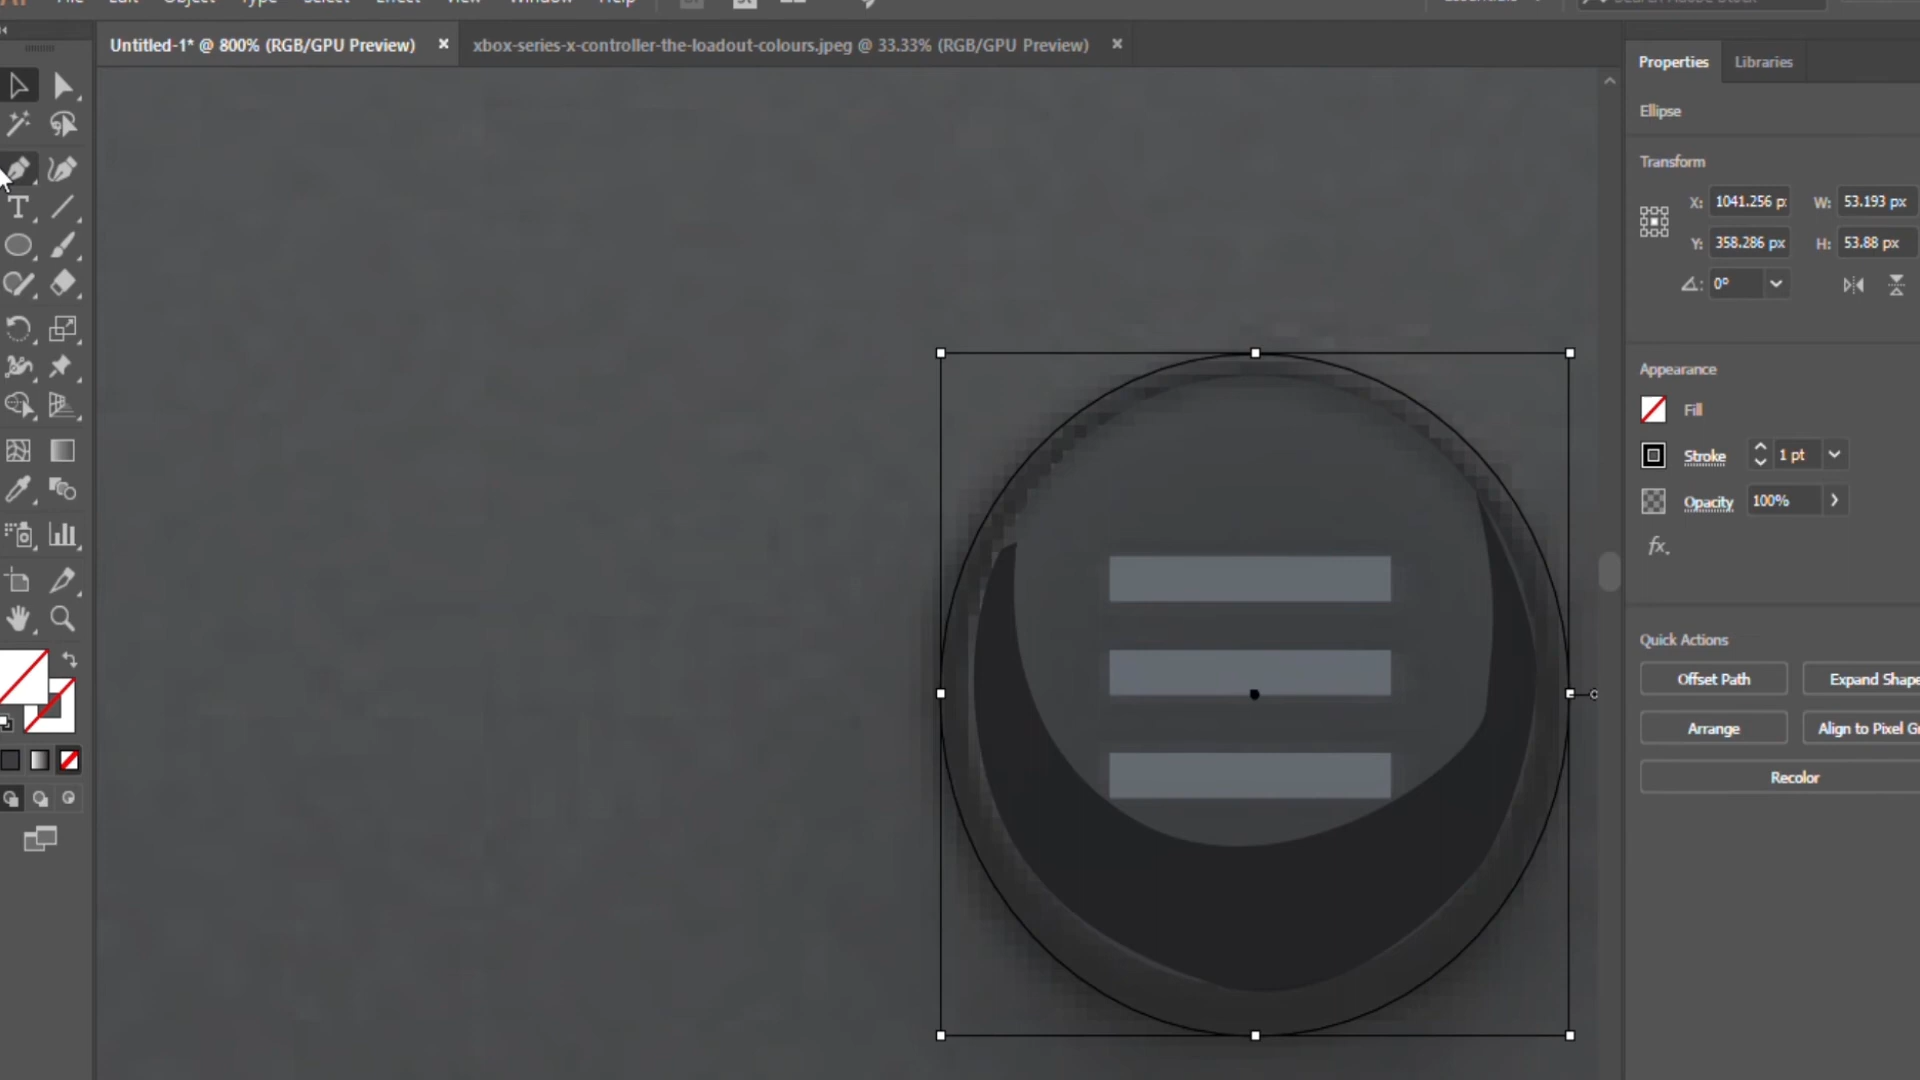 File Edit Object Type Select Effect View Window Help
Untitled-1* @ 800% (RGB/GPU Preview) × xbox-series-x-controller-the-loadout-colours.jpeg @ 33.33% (RGB/GPU Preview) ×
Properties Libraries
Ellipse
Transform
X: 1041.256 p W: 53.193 px
Y: 358.286 px H: 53.88 px
0°
Appearance
Fill
Stroke 1 pt
Opacity 100%
fx.
Quick Actions
Offset Path Expand Shape
Arrange Align to Pixel Gr
Recolor